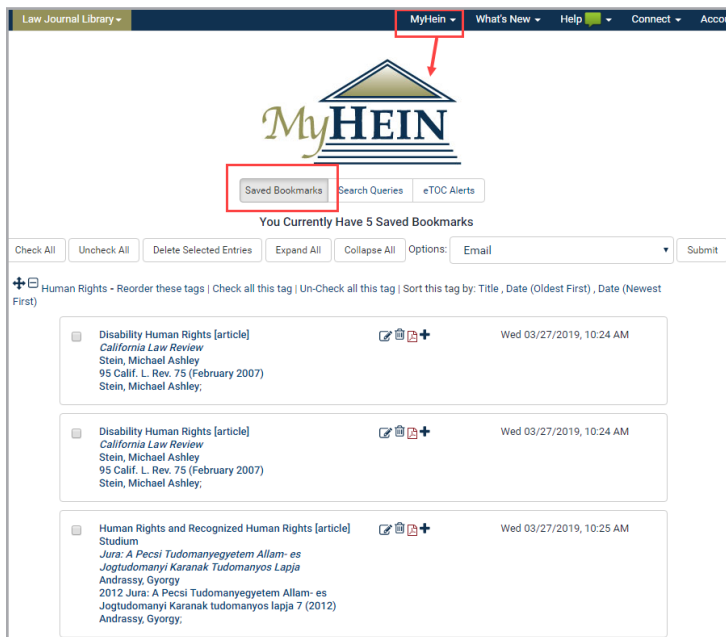 Law Journal Library MyHein What's New Help Connect Accou
MyHEIN
Saved Bookmarks Search Queries eTOC Alerts
You Currently Have 5 Saved Bookmarks
Check All Uncheck All Delete Selected Entries Expand All Collapse All Options: Email Submit
Human Rights - Reorder these tags | Check all this tag | Un-Check all this tag | Sort this tag by: Title , Date (Oldest First) , Date (Newest
First)
Disability Human Rights [article] Wed 03/27/2019, 10:24 AM
California Law Review
Stein, Michael Ashley
95 Calif. L. Rev. 75 (February 2007)
Stein, Michael Ashley;
Disability Human Rights [article] Wed 03/27/2019, 10:24 AM
California Law Review
Stein, Michael Ashley
95 Calif. L. Rev. 75 (February 2007)
Stein, Michael Ashley;
Human Rights and Recognized Human Rights [article] Wed 03/27/2019, 10:25 AM
Studium
Jura: A Pecsi Tudomanyegyetem Allam- es
Jogtudomanyi Karanak Tudomanyos Lapja
Andrassy, Gyorgy
2012 Jura: A Pecsi Tudomanyegyetem Allam- es
Jogtudomanyi Karanak tudomanyos lapja 7 (2012)
Andrassy, Gyorgy;